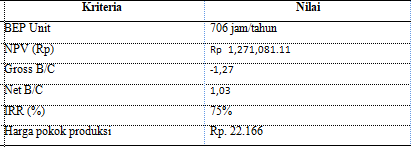 Kriteria Nilai
BEP Unit 706 jam/tahun
NPV (Rp) Rp 1,271,081.11
Gross B/C -1,27
Net B/C 1,03
IRR (%) 75%
Harga pokok produksi Rp. 22.166